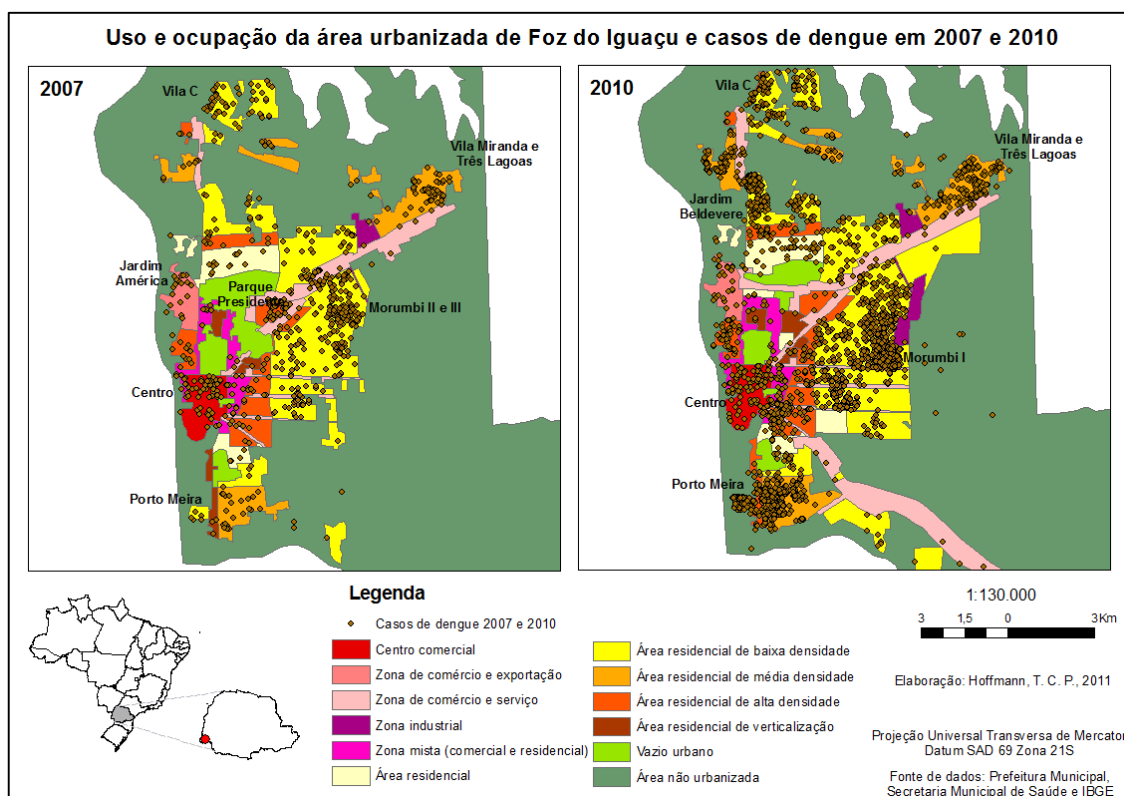 Uso e ocupação da área urbanizada de Foz do Iguaçu e casos de dengue em 2007 e 2010
2007
Vila C
Vila Miranda e
Três Lagoas
Jardim
América
Parque
Presidente
Morumbi II e III
Centro
Porto Meira
2010
Vila C
Vila Miranda e
Três Lagoas
Jardim
Beldevere
Morumbi I
Centro
Porto Meira
Legenda
Casos de dengue 2007 e 2010
Centro comercial
Zona de comércio e exportação
Zona de comércio e serviço
Zona industrial
Zona mista (comercial e residencial)
Área residencial
Área residencial de baixa densidade
Área residencial de média densidade
Área residencial de alta densidade
Área residencial de verticalização
Vazio urbano
Área não urbanizada
1:130.000
3 1,5 0 3Km
Elaboração: Hoffmann, T. C. P., 2011
Projeção Universal Transversa de Mercator
Datum SAD 69 Zona 21S
Fonte de dados: Prefeitura Municipal,
Secretaria Municipal de Saúde e IBGE